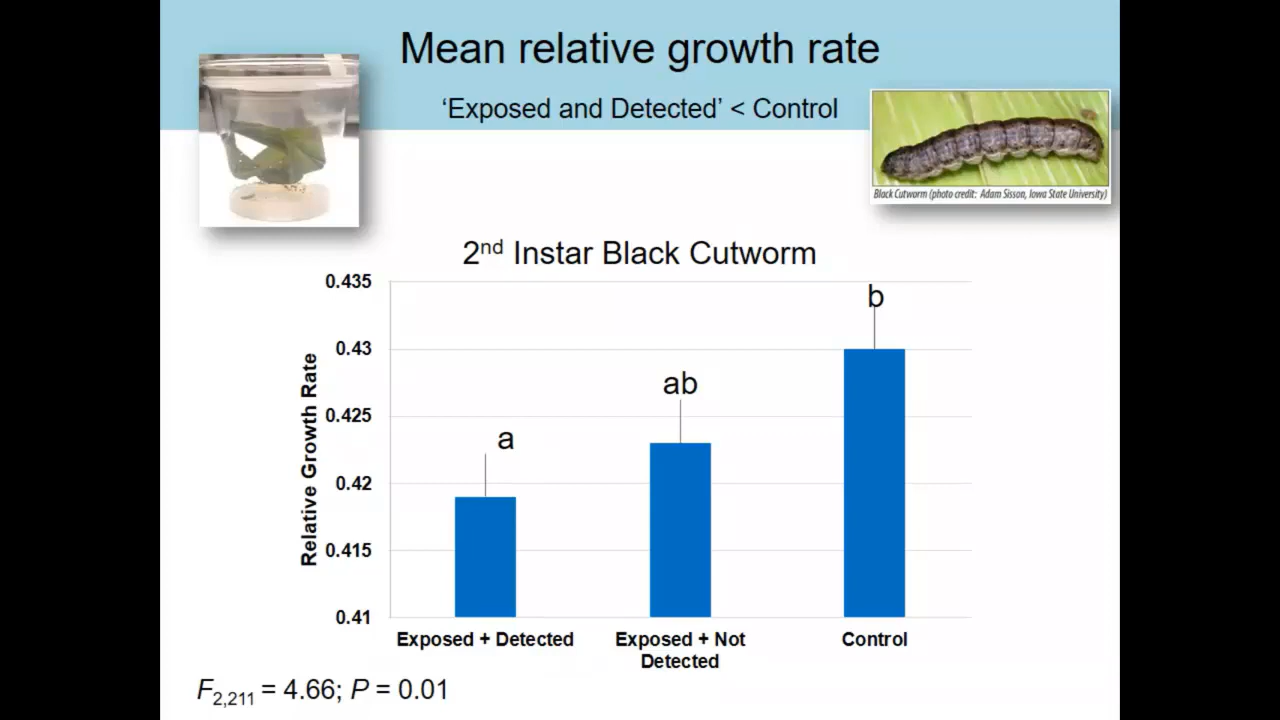 Mean relative growth rate
‘Exposed and Detected’ < Control
Black Cutworm (photo credit: Adam Sisson, Iowa State University)
2nd Instar Black Cutworm
Relative Growth Rate
0.435
0.43
0.425
0.42
0.415
0.41
a
ab
b
Exposed + Detected
Exposed + Not
Detected
Control
F2,211 = 4.66; P = 0.01